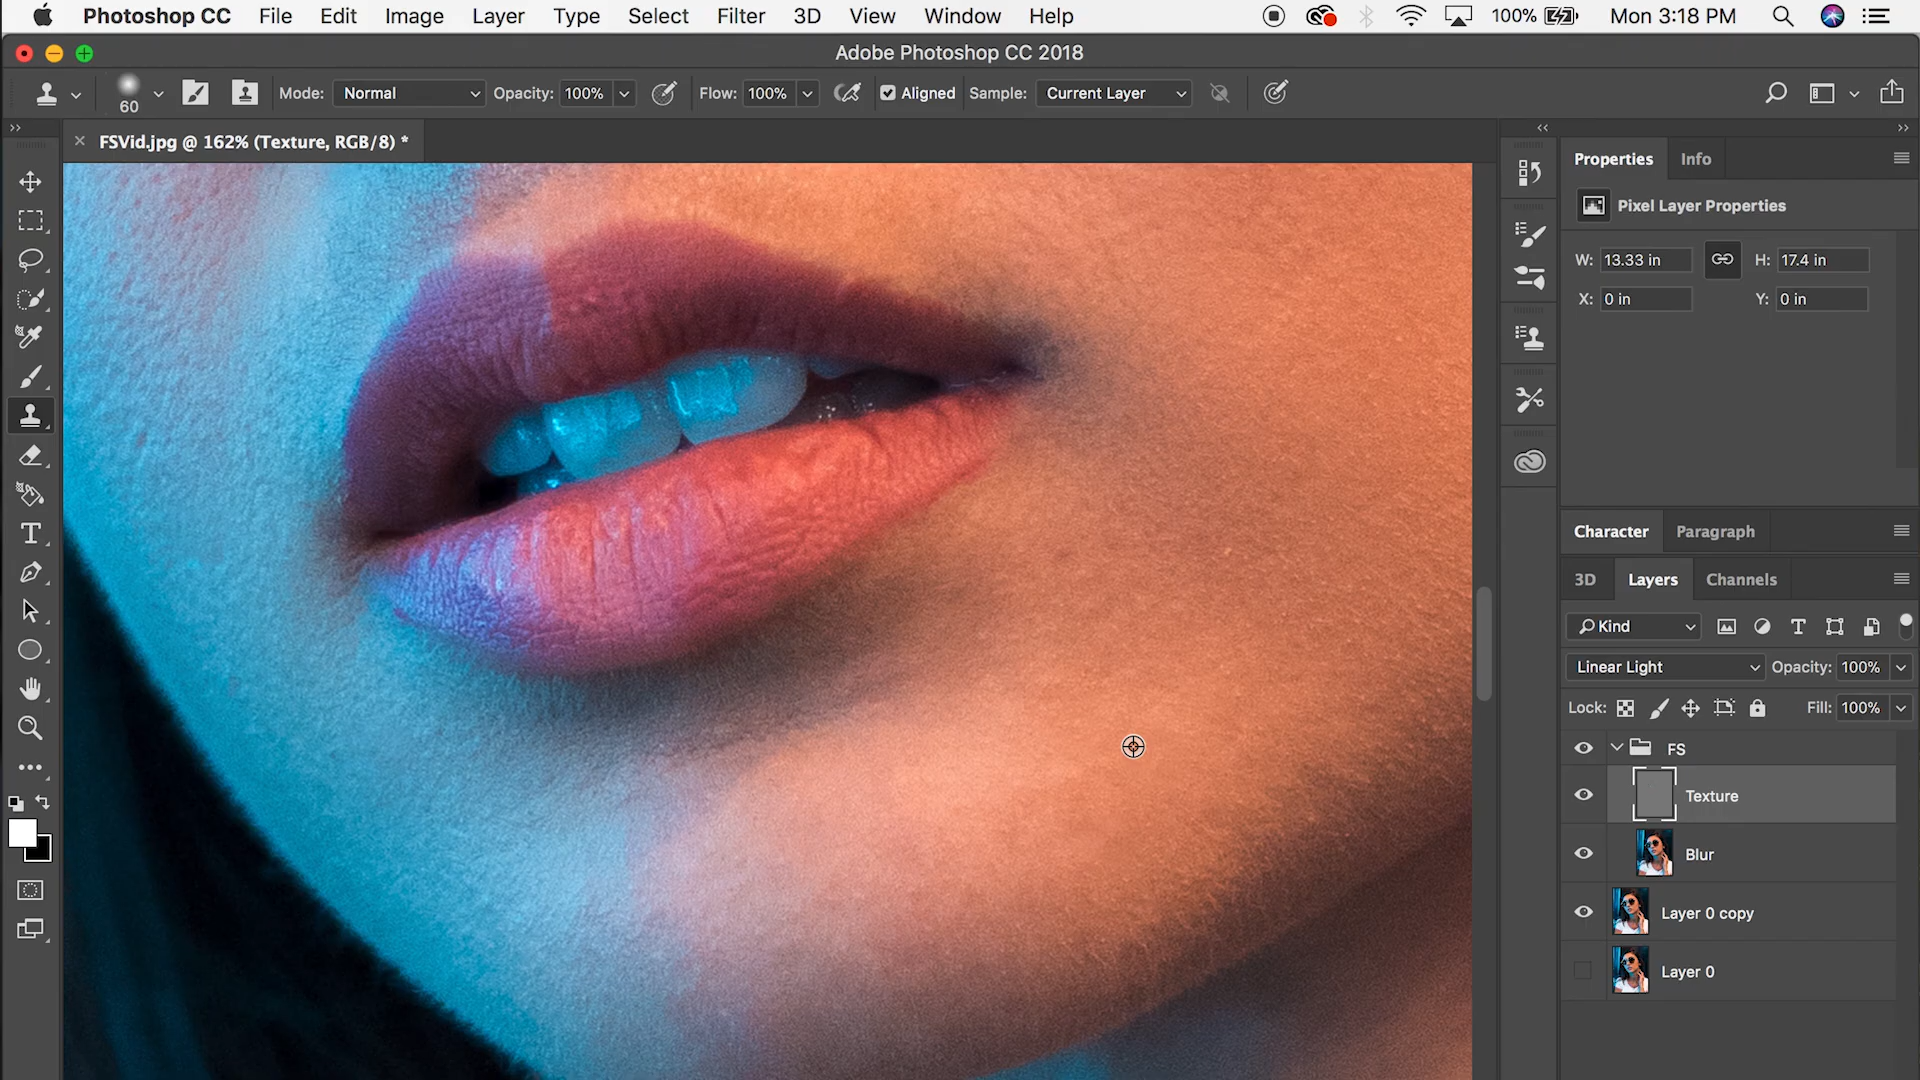 Photoshop CC File Edit Image Layer Type Select Filter 3D View Window Help 100% Mon 3:18 PM
Adobe Photoshop CC 2018
60 Mode: Normal Opacity: 100% Flow: 100% Aligned Sample: Current Layer
FSVid.jpg @ 162% (Texture, RGB/8) *
Properties Info
Pixel Layer Properties
W: 13.33 in H: 17.4 in
X: 0 in Y: 0 in
Character Paragraph
3D Layers Channels
Kind
Linear Light Opacity: 100%
Lock: Fill: 100%
FS
Texture
Blur
Layer 0 copy
Layer 0